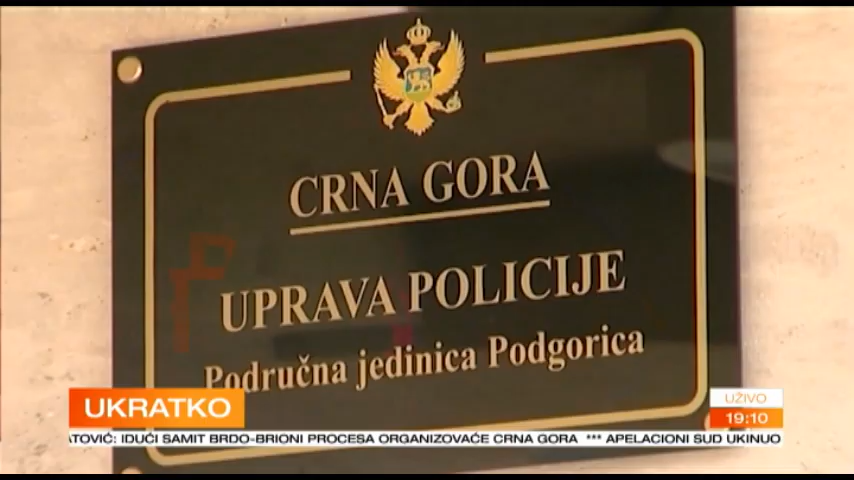 CRNA GORA
UPRAVA POLICIJE
Područna jedinica Podgorica
UKRATKO
UŽIVO
19:10
ATOVIĆ: IDUĆI SAMIT BRDO-BRIONI PROCESA ORGANIZOVAĆE CRNA GORA *** APELACIONI SUD UKINUO